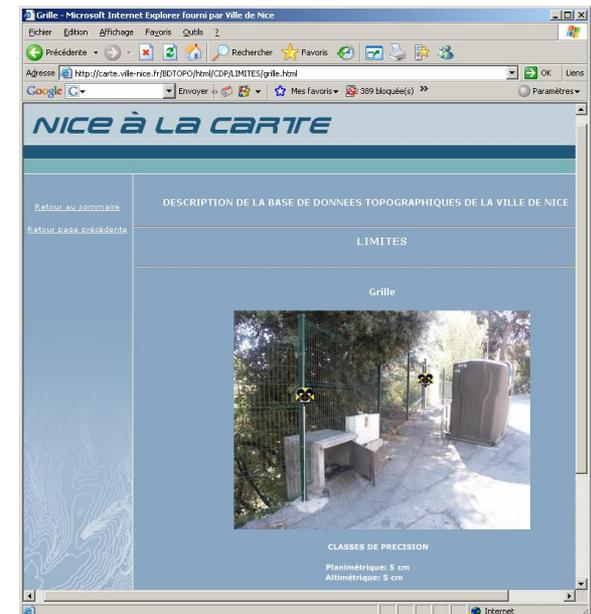 Grille - Microsoft Internet Explorer fourni par Ville de Nice
Fichier Edition Affichage Favoris Outils ?
Précédente Rechercher Favoris
Adresse http://carte.ville-nice.fr/BDTOPO/html/CDP/LIMITES/grille.html OK Liens
Google G Envoyer Mes favoris 389 bloquée(s) Paramètres
NICE à La carte
DESCRIPTION DE LA BASE DE DONNEES TOPOGRAPHIQUES DE LA VILLE DE NICE
Retour au sommaire
Retour page précédente
LIMITES
Grille
CLASSES DE PRECISION
Planimétrique: 5 cm
Altimétrique: 5 cm
Internet